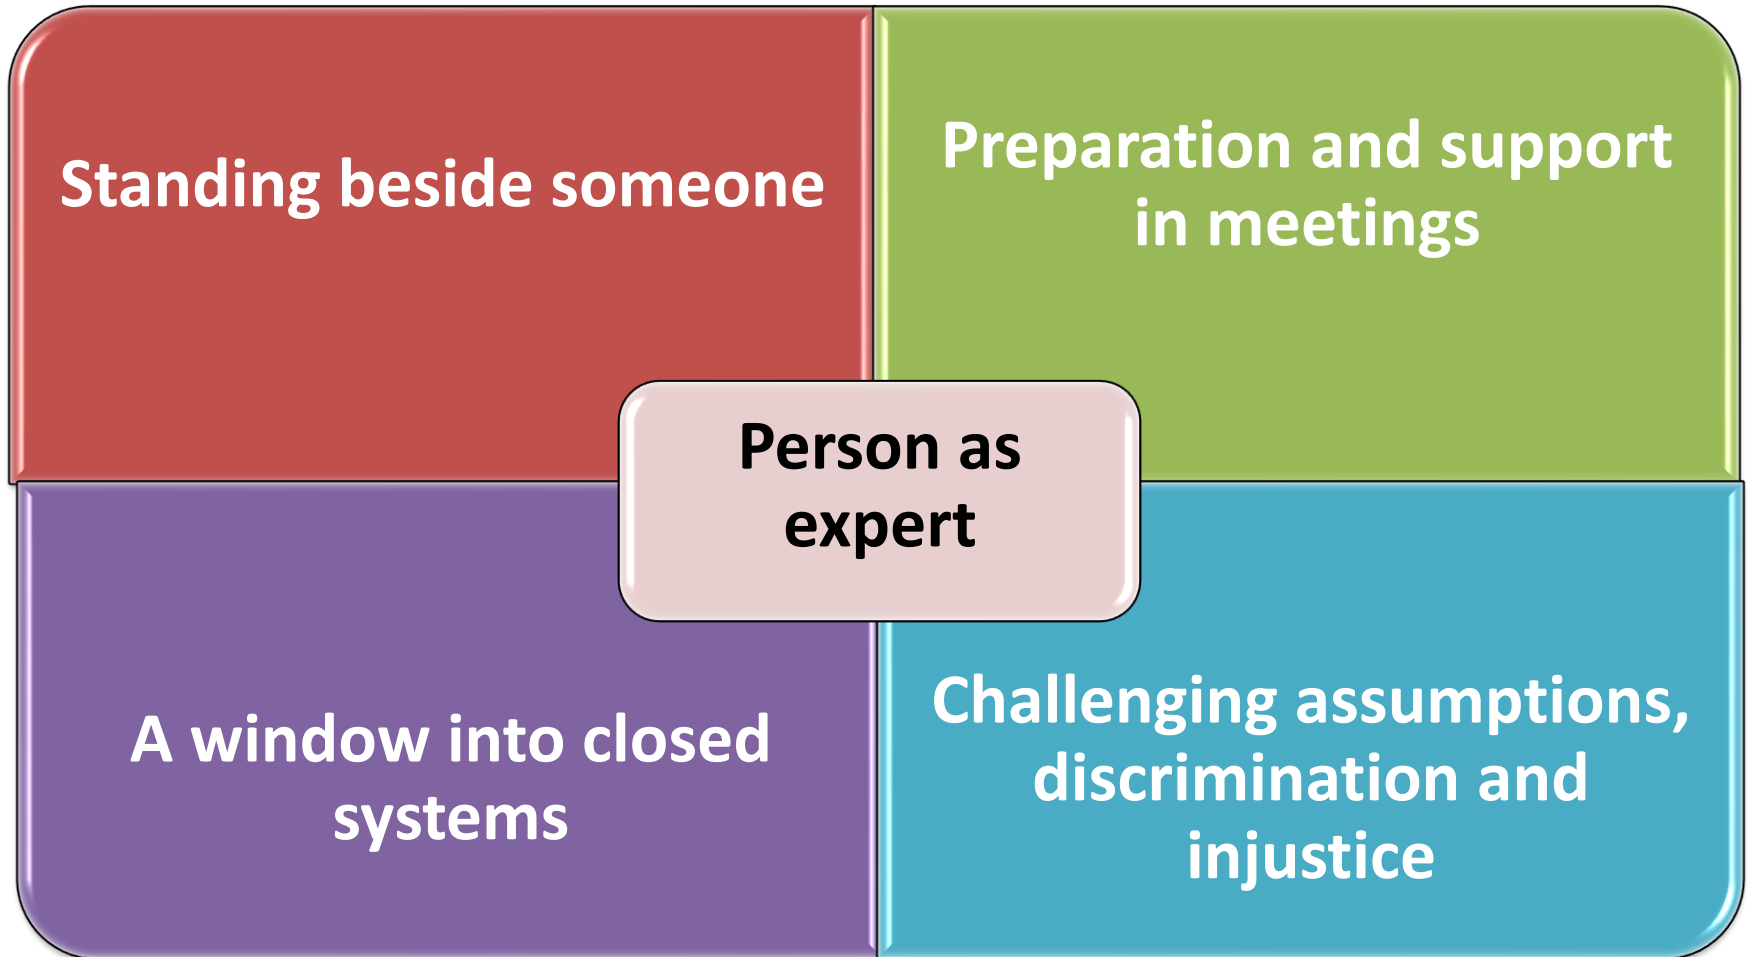 Standing beside someone
Preparation and support
in meetings
Person as
expert
A window into closed
systems
Challenging assumptions,
discrimination and
injustice